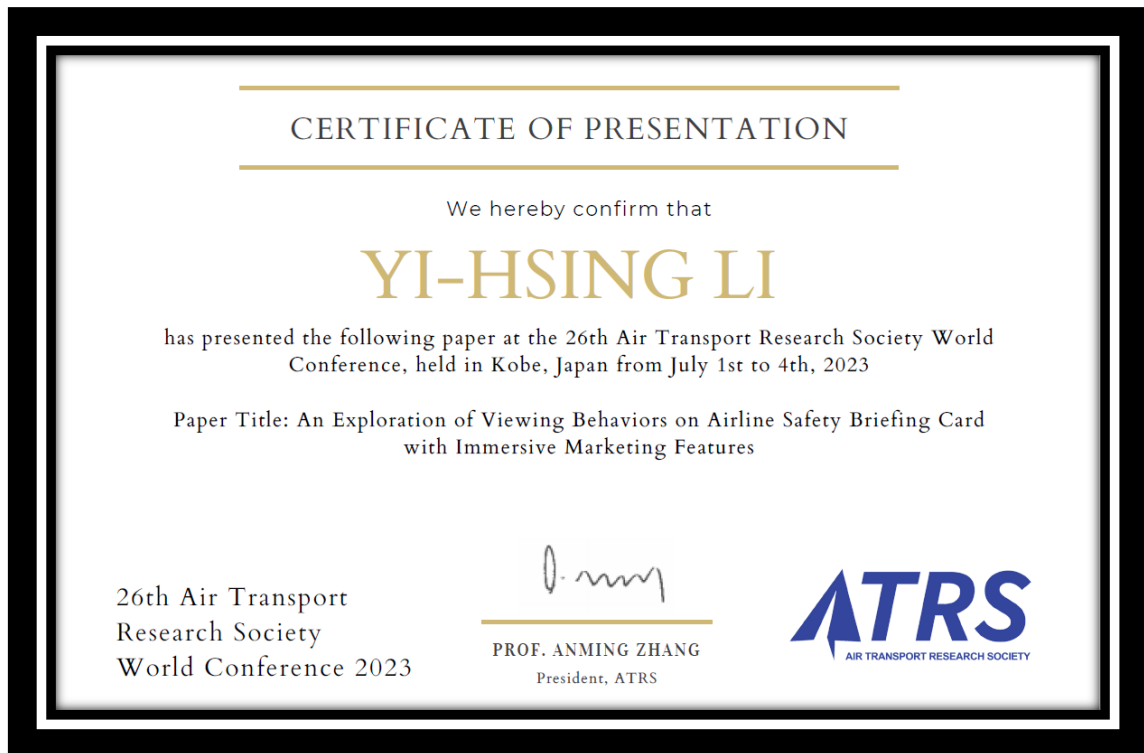 CERTIFICATE OF PRESENTATION
We hereby confirm that
YI-HSING LI
has presented the following paper at the 26th Air Transport Research Society World
Conference, held in Kobe, Japan from July 1st to 4th, 2023
Paper Title: An Exploration of Viewing Behaviors on Airline Safety Briefing Card
with Immersive Marketing Features
26th Air Transport
Research Society
World Conference 2023
PROF. ANMING ZHANG
President, ATRS
ATRS
AIR TRANSPORT RESEARCH SOCIETY